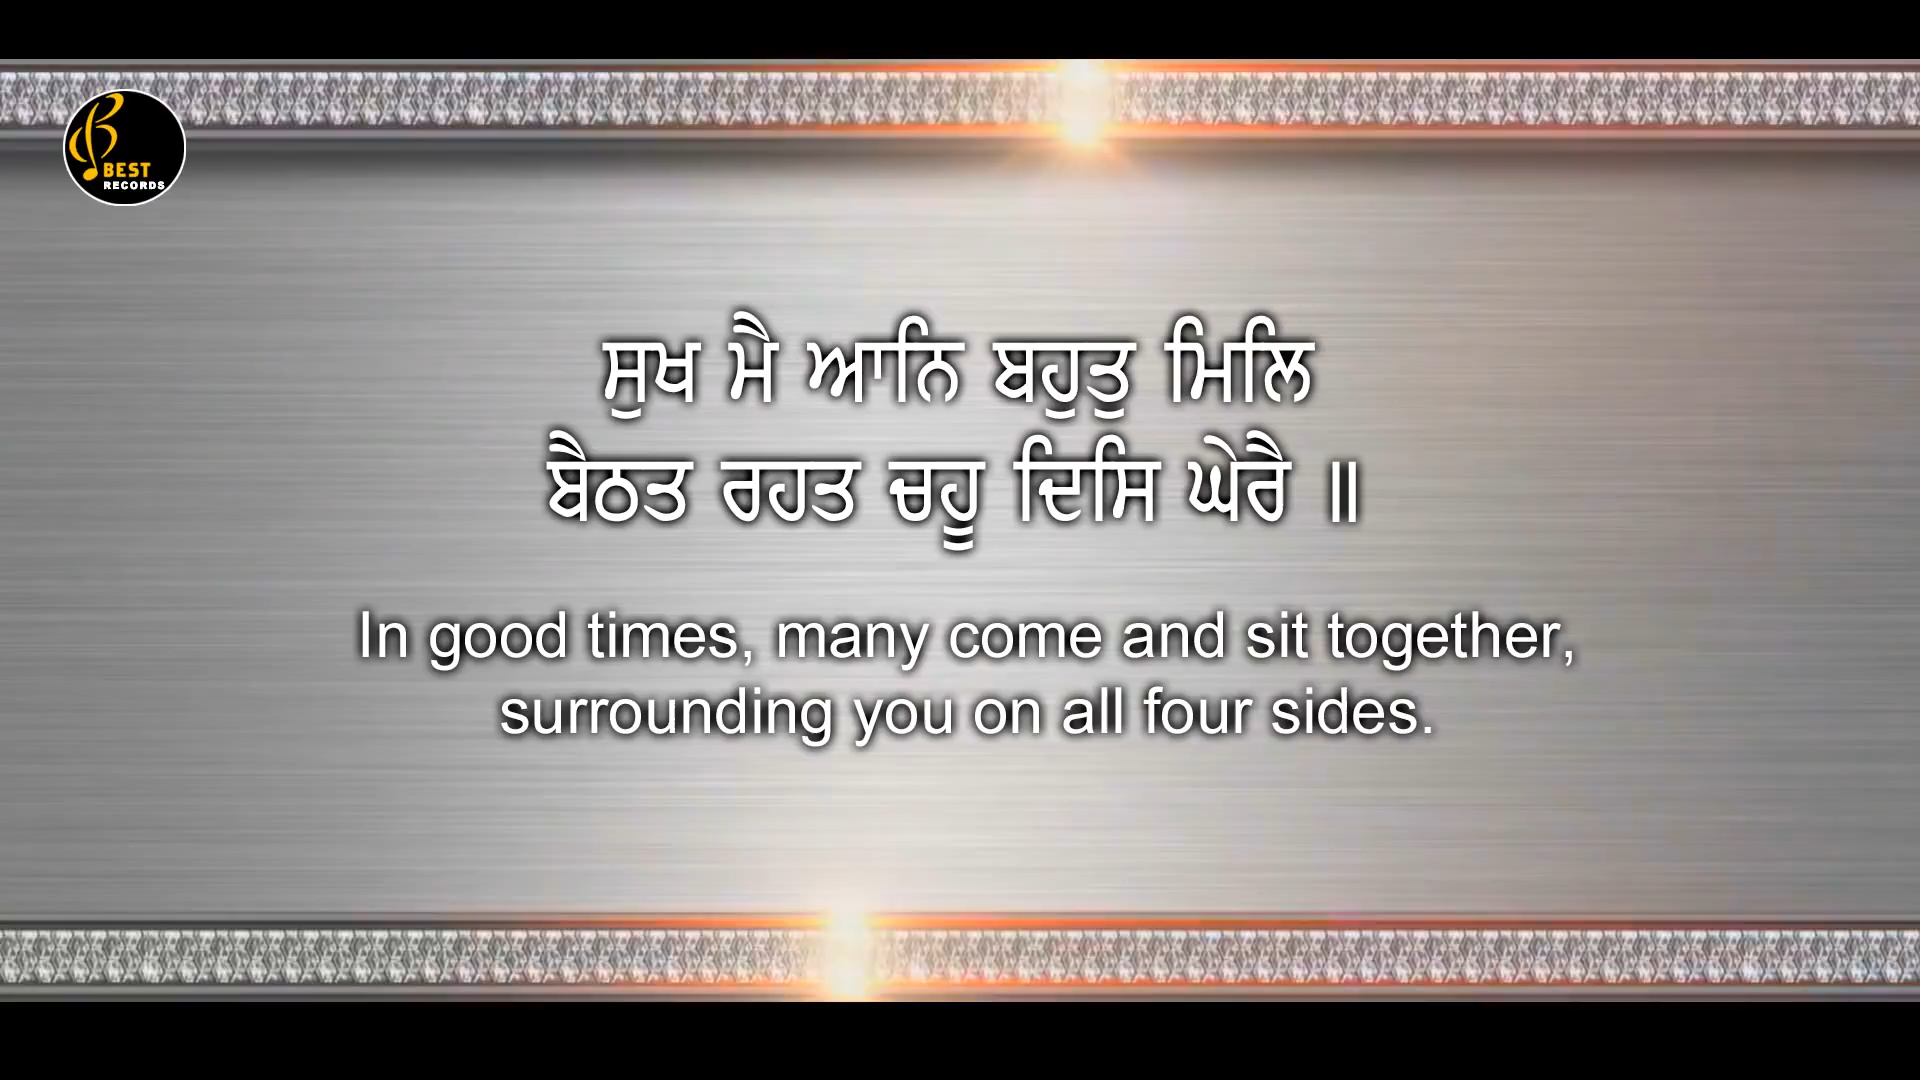 BEST
RECORDS
ਸੁਖ ਮੈ ਆਨਿ ਬਹੁਤੁ ਮਿਲਿ
ਬੈਠਤ ਰਹਤ ਚਹੂ ਦਿਸਿ ਘੇਰੈ ॥
In good times, many come and sit together,
surrounding you on all four sides.